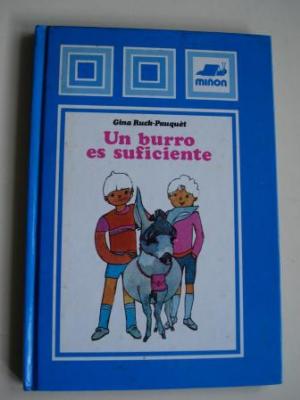 miñon
Gina Ruck-Pauquèt
Un burro
es suficiente